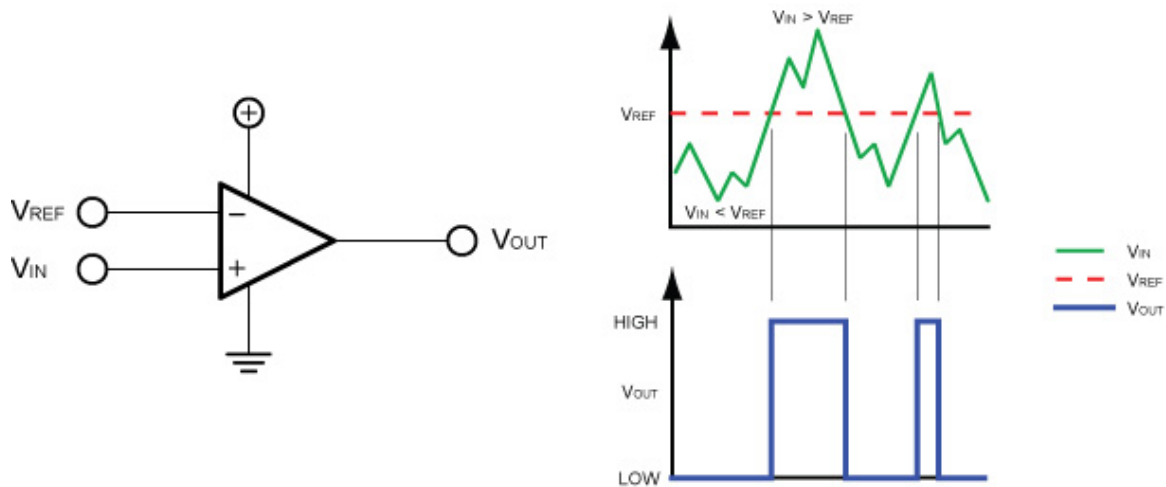 VREF
−
VIN
+
+
VOUT
VIN > VREF
VREF
VIN < VREF
HIGH
VOUT
LOW
VIN
VREF
VOUT